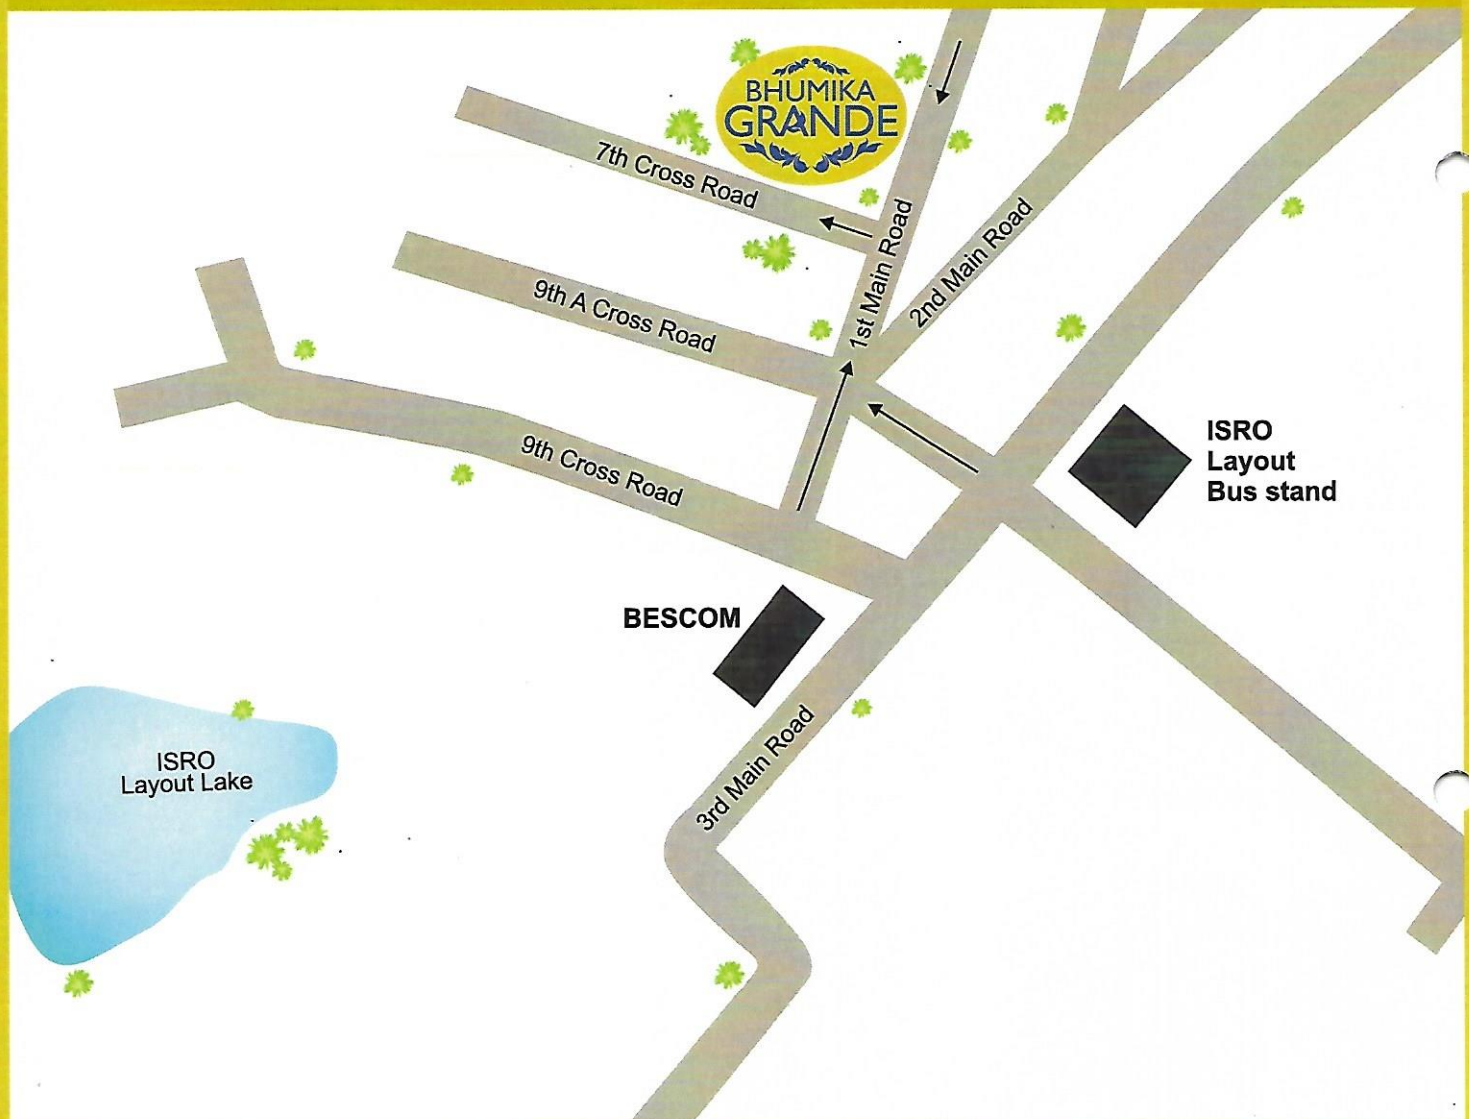 BHUMIKA
GRANDE
7th Cross Road
1st Main Road
2nd Main Road
9th A Cross Road
9th Cross Road
ISRO
Layout
Bus stand
BESCOM
3rd Main Road
ISRO
Layout Lake